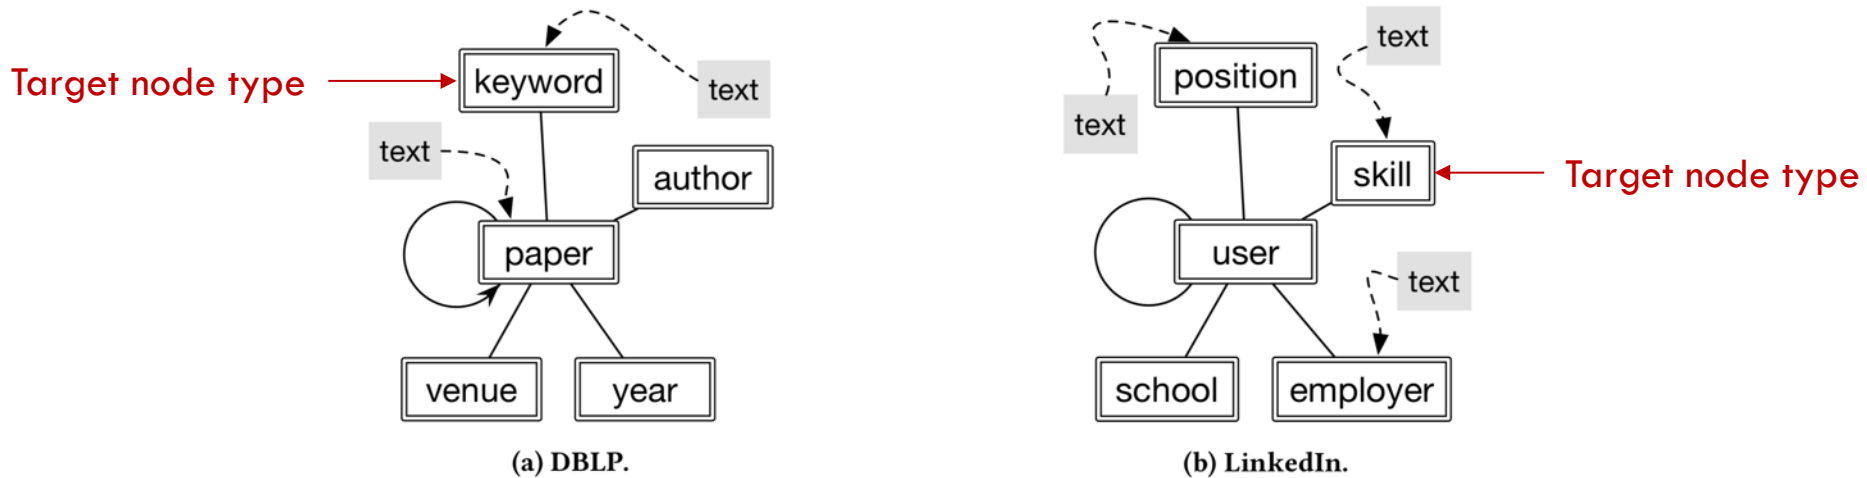 Target node type
keyword
text
text
author
paper
venue
year
(a) DBLP.
text
position
text
skill
Target node type
user
text
school
employer
(b) LinkedIn.